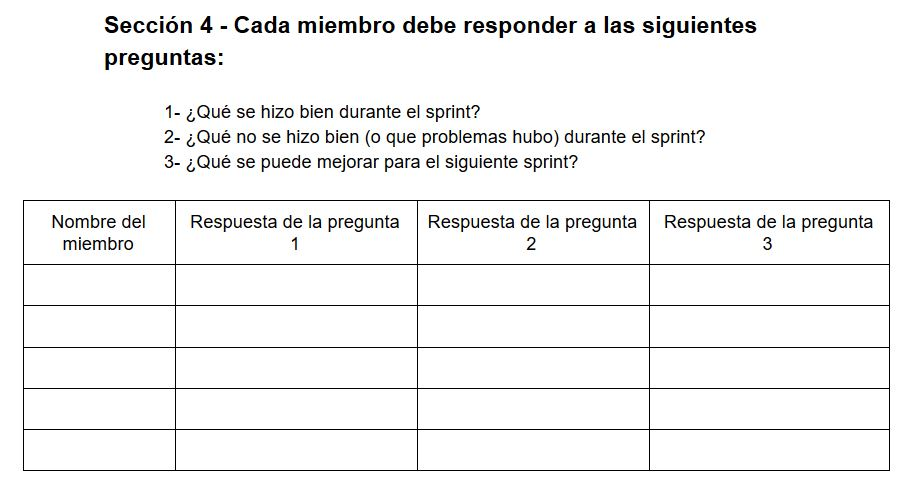 Sección 4 - Cada miembro debe responder a las siguientes
preguntas:
1- ¿Qué se hizo bien durante el sprint?
2- ¿Qué no se hizo bien (o que problemas hubo) durante el sprint?
3- ¿Qué se puede mejorar para el siguiente sprint?
Nombre del
miembro
Respuesta de la pregunta
1
Respuesta de la pregunta
2
Respuesta de la pregunta
3